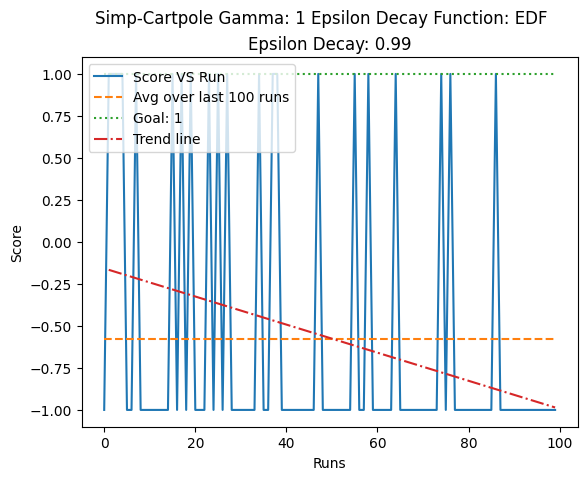 Simp-Cartpole Gamma: 1 Epsilon Decay Function: EDF
Epsilon Decay: 0.99
Score VS Run
Avg over last 100 runs
Goal: 1
Trend line
1.00
0.75
0.50
0.25
0.00
−0.25
−0.50
−0.75
−1.00
Score
0 20 40 60 80 100
Runs